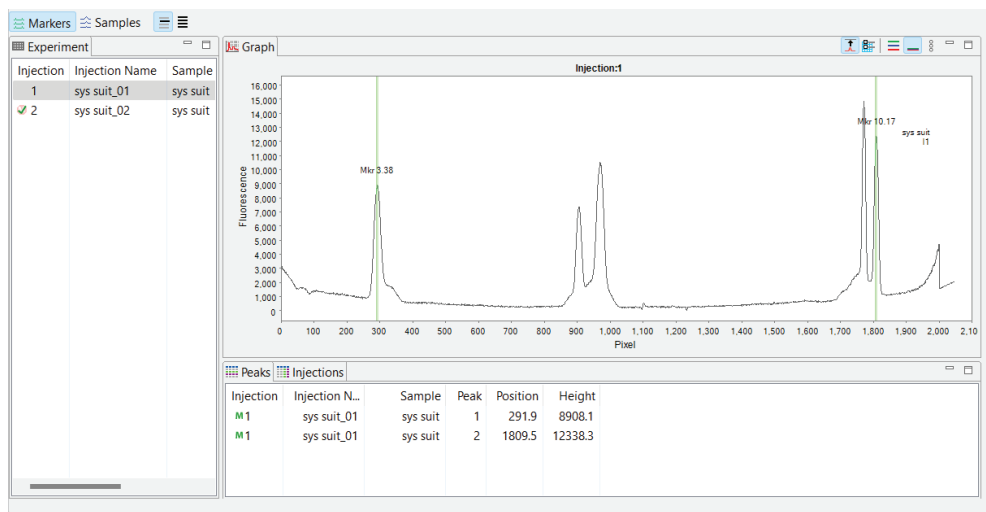 Markers Samples
Experiment
Injection Injection Name Sample
1 sys suit_01 sys suit
2 sys suit_02 sys suit
Graph
Injection:1
16,000
15,000
14,000
13,000
12,000
11,000
10,000
9,000
8,000
7,000
6,000
5,000
4,000
3,000
2,000
1,000
0
Fluorescence
Mkr 3.38
Mkr 10.17
sys suit
I1
0 100 200 300 400 500 600 700 800 900 1,000 1,100 1,200 1,300 1,400 1,500 1,600 1,700 1,800 1,900 2,000 2,10
Pixel
Peaks Injections
Injection Injection N... Sample Peak Position Height
M 1 sys suit_01 sys suit 1 291.9 8908.1
M 1 sys suit_01 sys suit 2 1809.5 12338.3